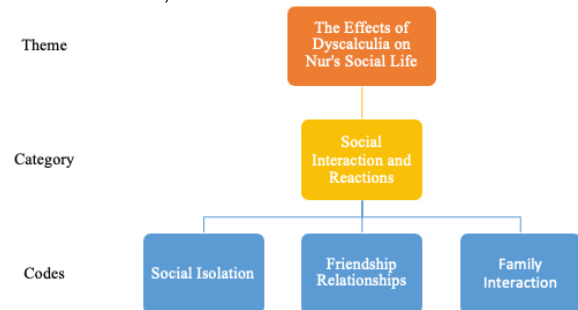 Theme
The Effects of
Dyscalculia on
Nur's Social Life
Category
Social
Interaction and
Reactions
Codes
Social Isolation
Friendship
Relationships
Family
Interaction